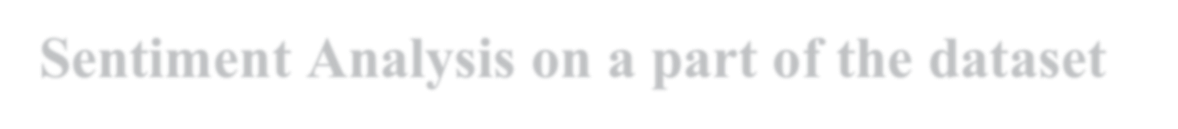 Sentiment Analysis on a part of the dataset